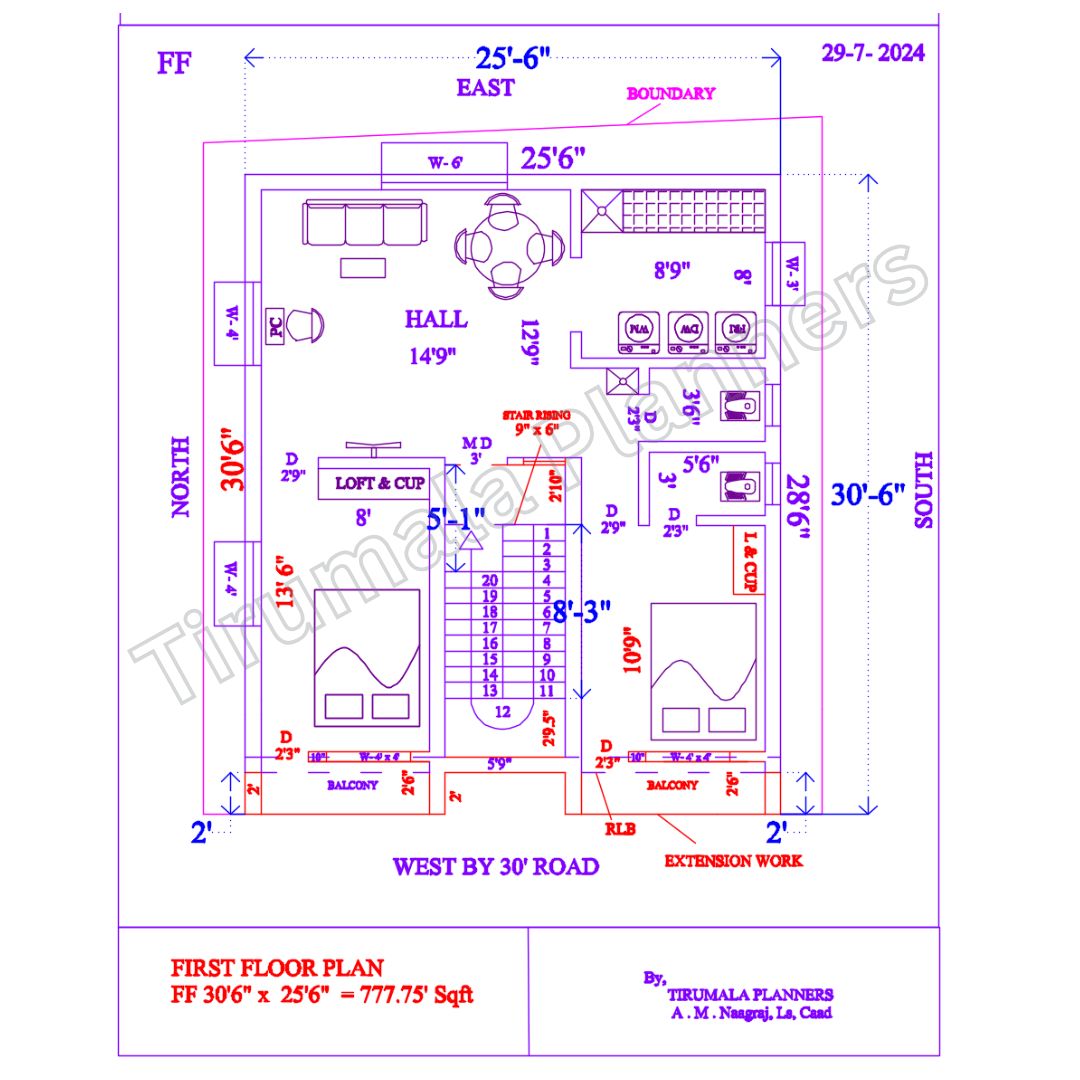 FF
25'-6"
29-7- 2024
EAST
BOUNDARY
W- 6'
25'6"
8'9"
8'
W- 3'
W- 4'
PC
HALL
14'9"
12'9"
WM
DW
STAIR RISING
9" x 6"
D
2'3"
3'6"
NORTH
30'6"
D
2'9"
M D
3'
LOFT & CUP
8'
5'-1"
2'10"
5'6"
3'
D
2'9"
D
2'3"
28'6"
30'-6"
SOUTH
L & CUP
W- 4'
13' 6"
1
2
3
20 4
19 5
18 6
17 7
16 8
15 9
14 10
13 11
12
8'-3"
10'9"
2'9.5"
D
2'3"
10"
W- 4' x 4'
5'9"
D
2'3"
10"
W- 4' x 4'
2'
BALCONY
2'6"
2'
BALCONY
2'6"
2'
2'
RLB
EXTENSION WORK
WEST BY 30' ROAD
Tirumala Planners
FIRST FLOOR PLAN
FF 30'6" x 25'6" = 777.75' Sqft
By,
TIRUMALA PLANNERS
A . M . Naagraj, La, Caad